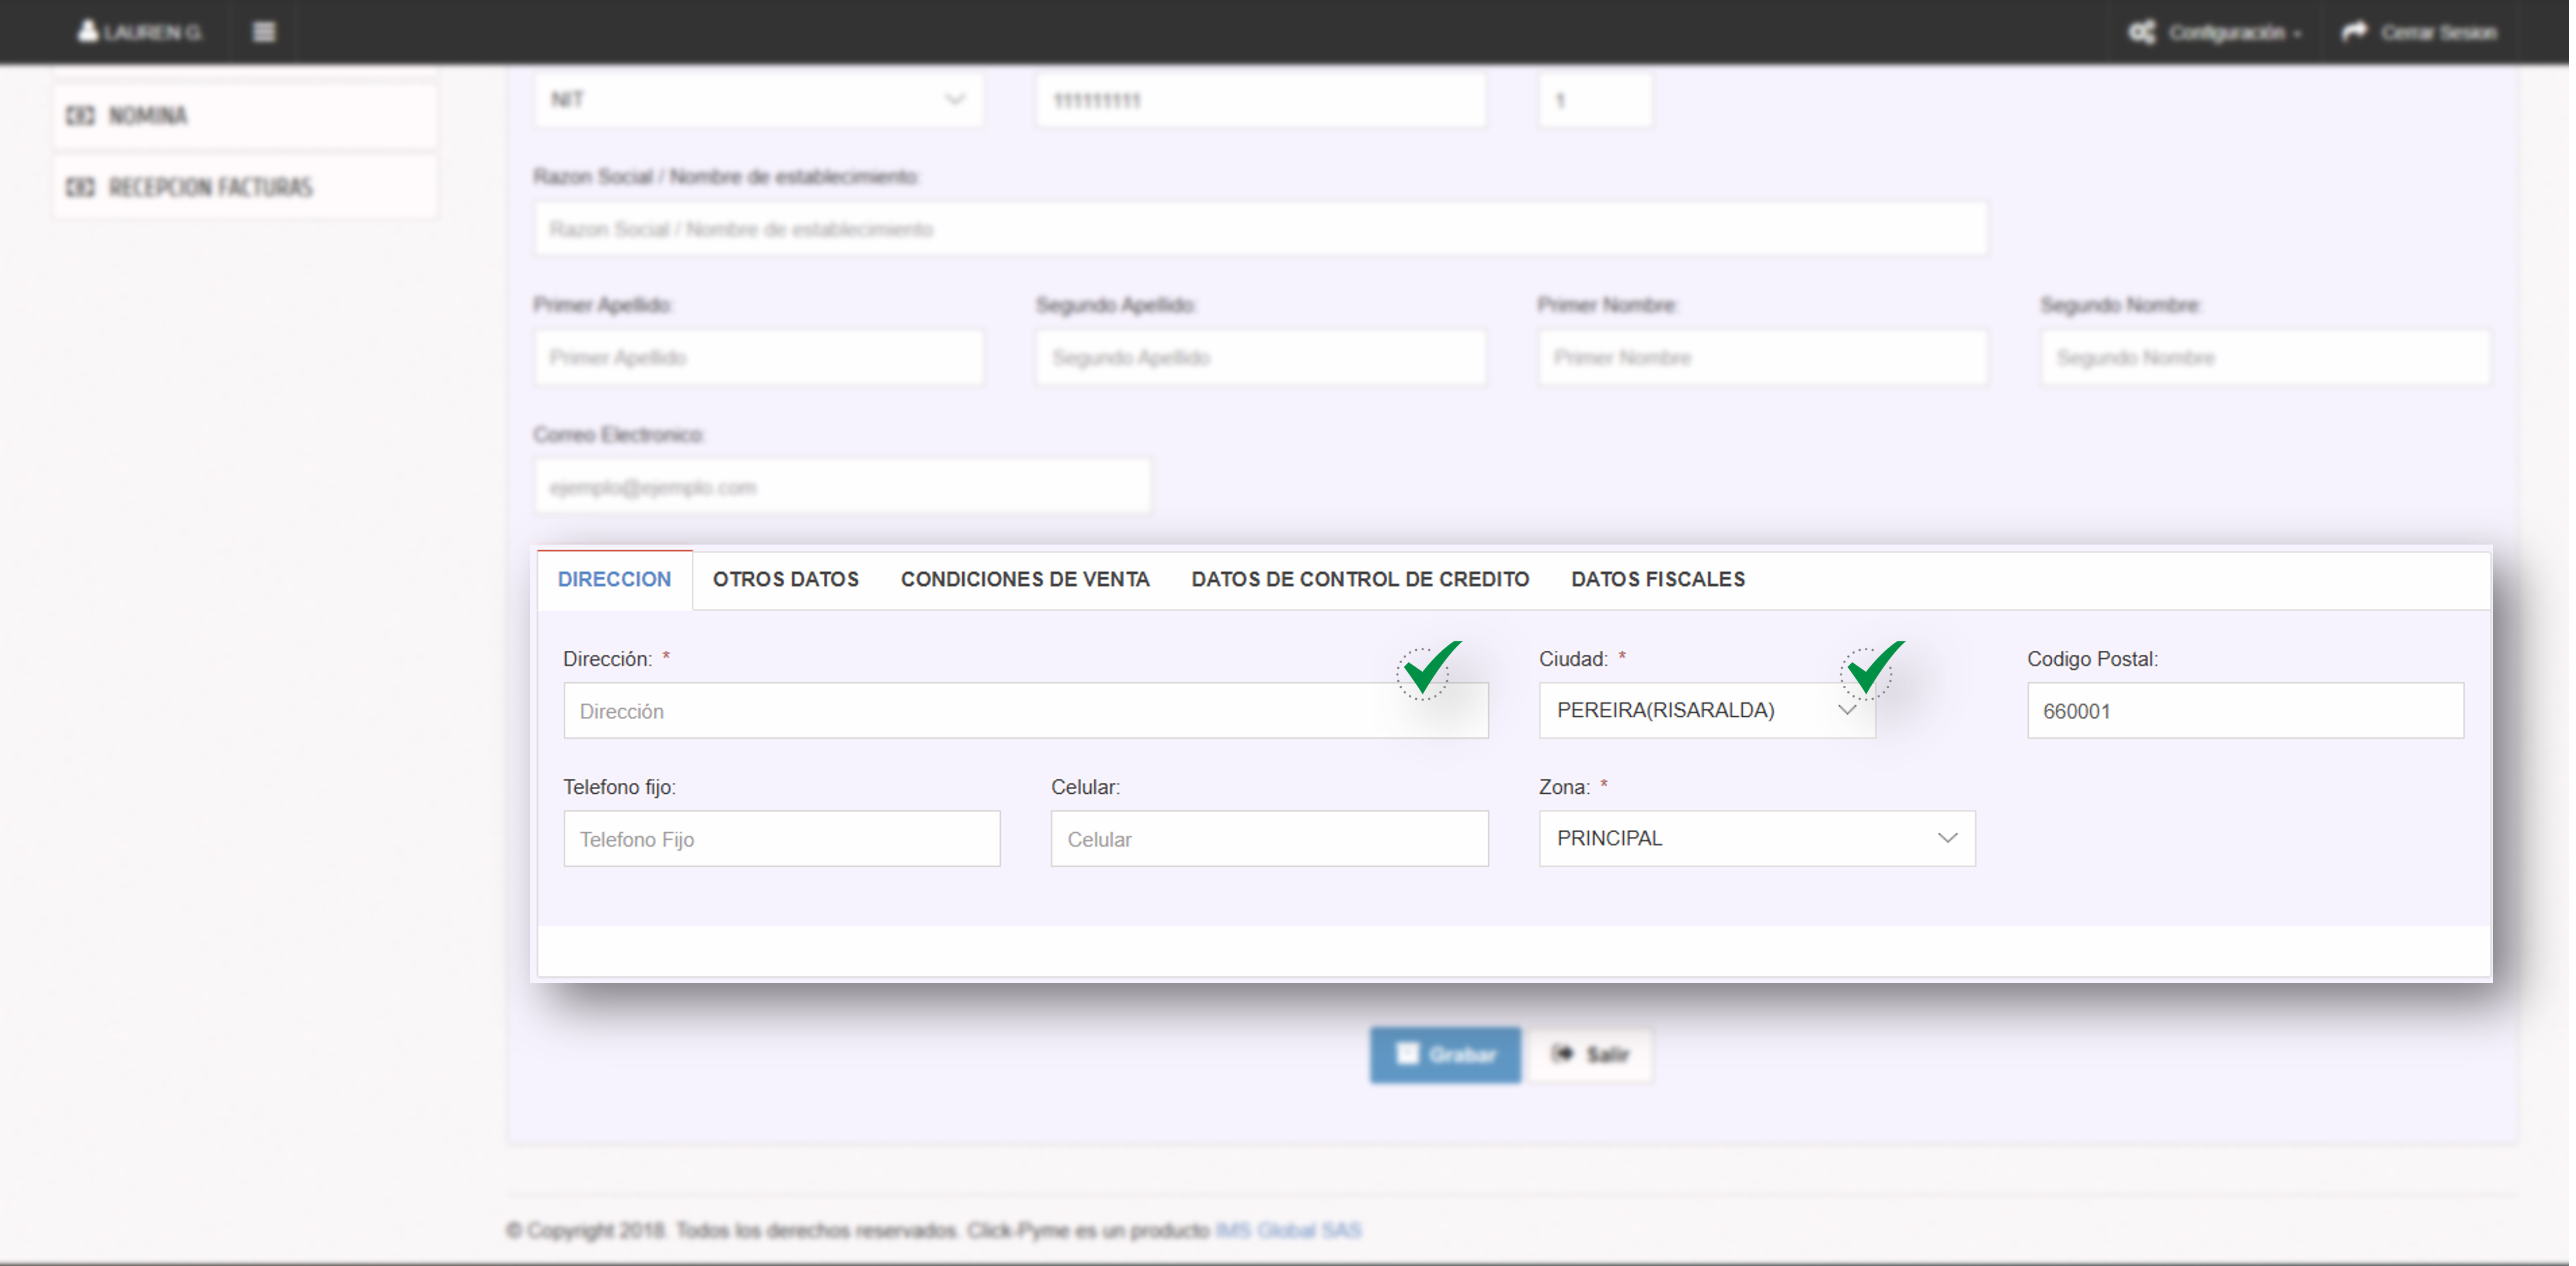 LAUREN G.
Configuración
Cerrar Sesion
NOMINA
RECEPCION FACTURAS
NIT
111111111
1
Razon Social / Nombre de establecimiento:
Razon Social / Nombre de establecimiento
Primer Apellido: Segundo Apellido: Primer Nombre: Segundo Nombre:
Primer Apellido Segundo Apellido Primer Nombre Segundo Nombre
Correo Electronico:
ejemplo@ejemplo.com
DIRECCION OTROS DATOS CONDICIONES DE VENTA DATOS DE CONTROL DE CREDITO DATOS FISCALES
Dirección: * Ciudad: * Codigo Postal:
Dirección PEREIRA(RISARALDA) 660001
Telefono fijo: Celular: Zona: *
Telefono Fijo Celular PRINCIPAL
Grabar Salir
© Copyright 2018. Todos los derechos reservados. Click-Pyme es un producto IMS Global SAS